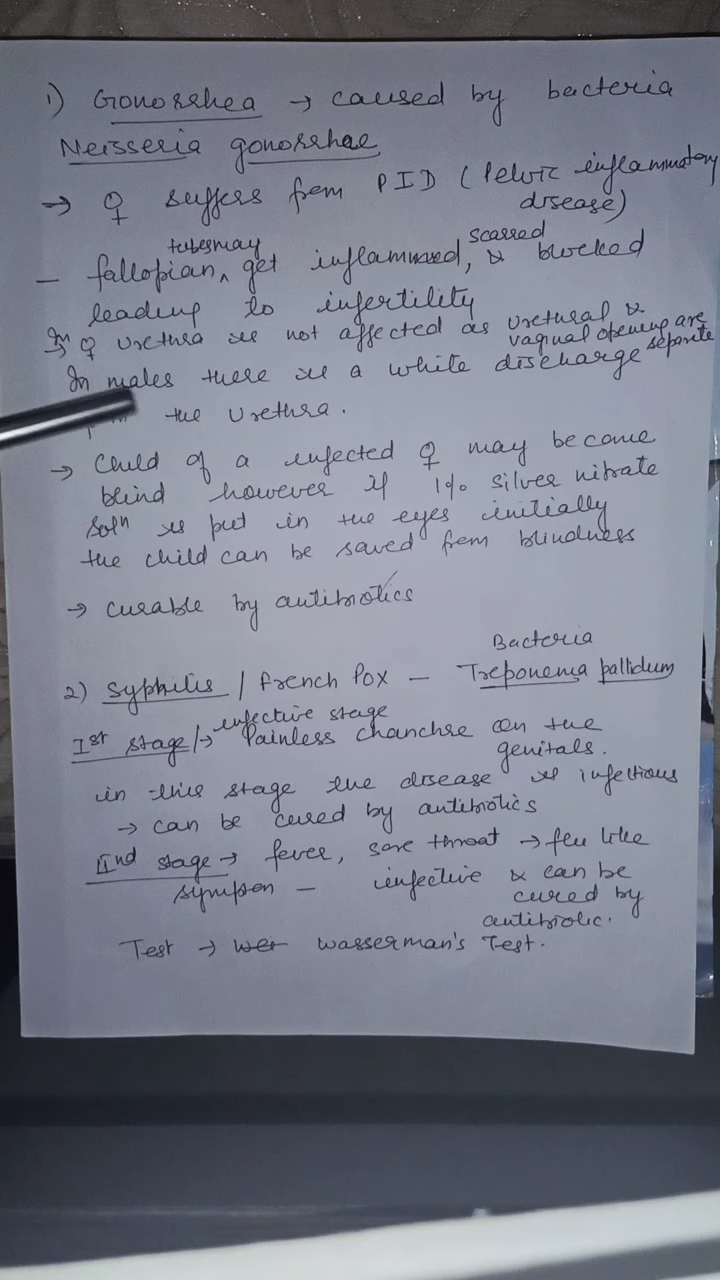 1) Gonorrhea → caused by bacteria
Neisseria gonorrhae
→ ♀ suffers from PID (Pelvic inflammatory
disease)
– fallopian tubes may get inflammed, scarred & blocked
leading to infertility
→ In ♀ urethra is not affected as uretural & vaginal opening are separate
In males there is a white discharge
the urethra.
→ Child of a infected ♀ may become
blind however if 1% silver nitrate
solⁿ is put in the eyes initially
the child can be saved from blindness
→ curable by antibiotics
Bacteria
2) Syphilis / French Pox – Treponema pallidum
Ist stage / → infective stage
Painless chanchre on the
genitals.
in this stage the disease is infectious
→ can be cured by antibiotics
IInd stage → fever, sore throat → flu like
sympson – infective & can be
cured by
antibiotic.
Test → wasserman's Test.